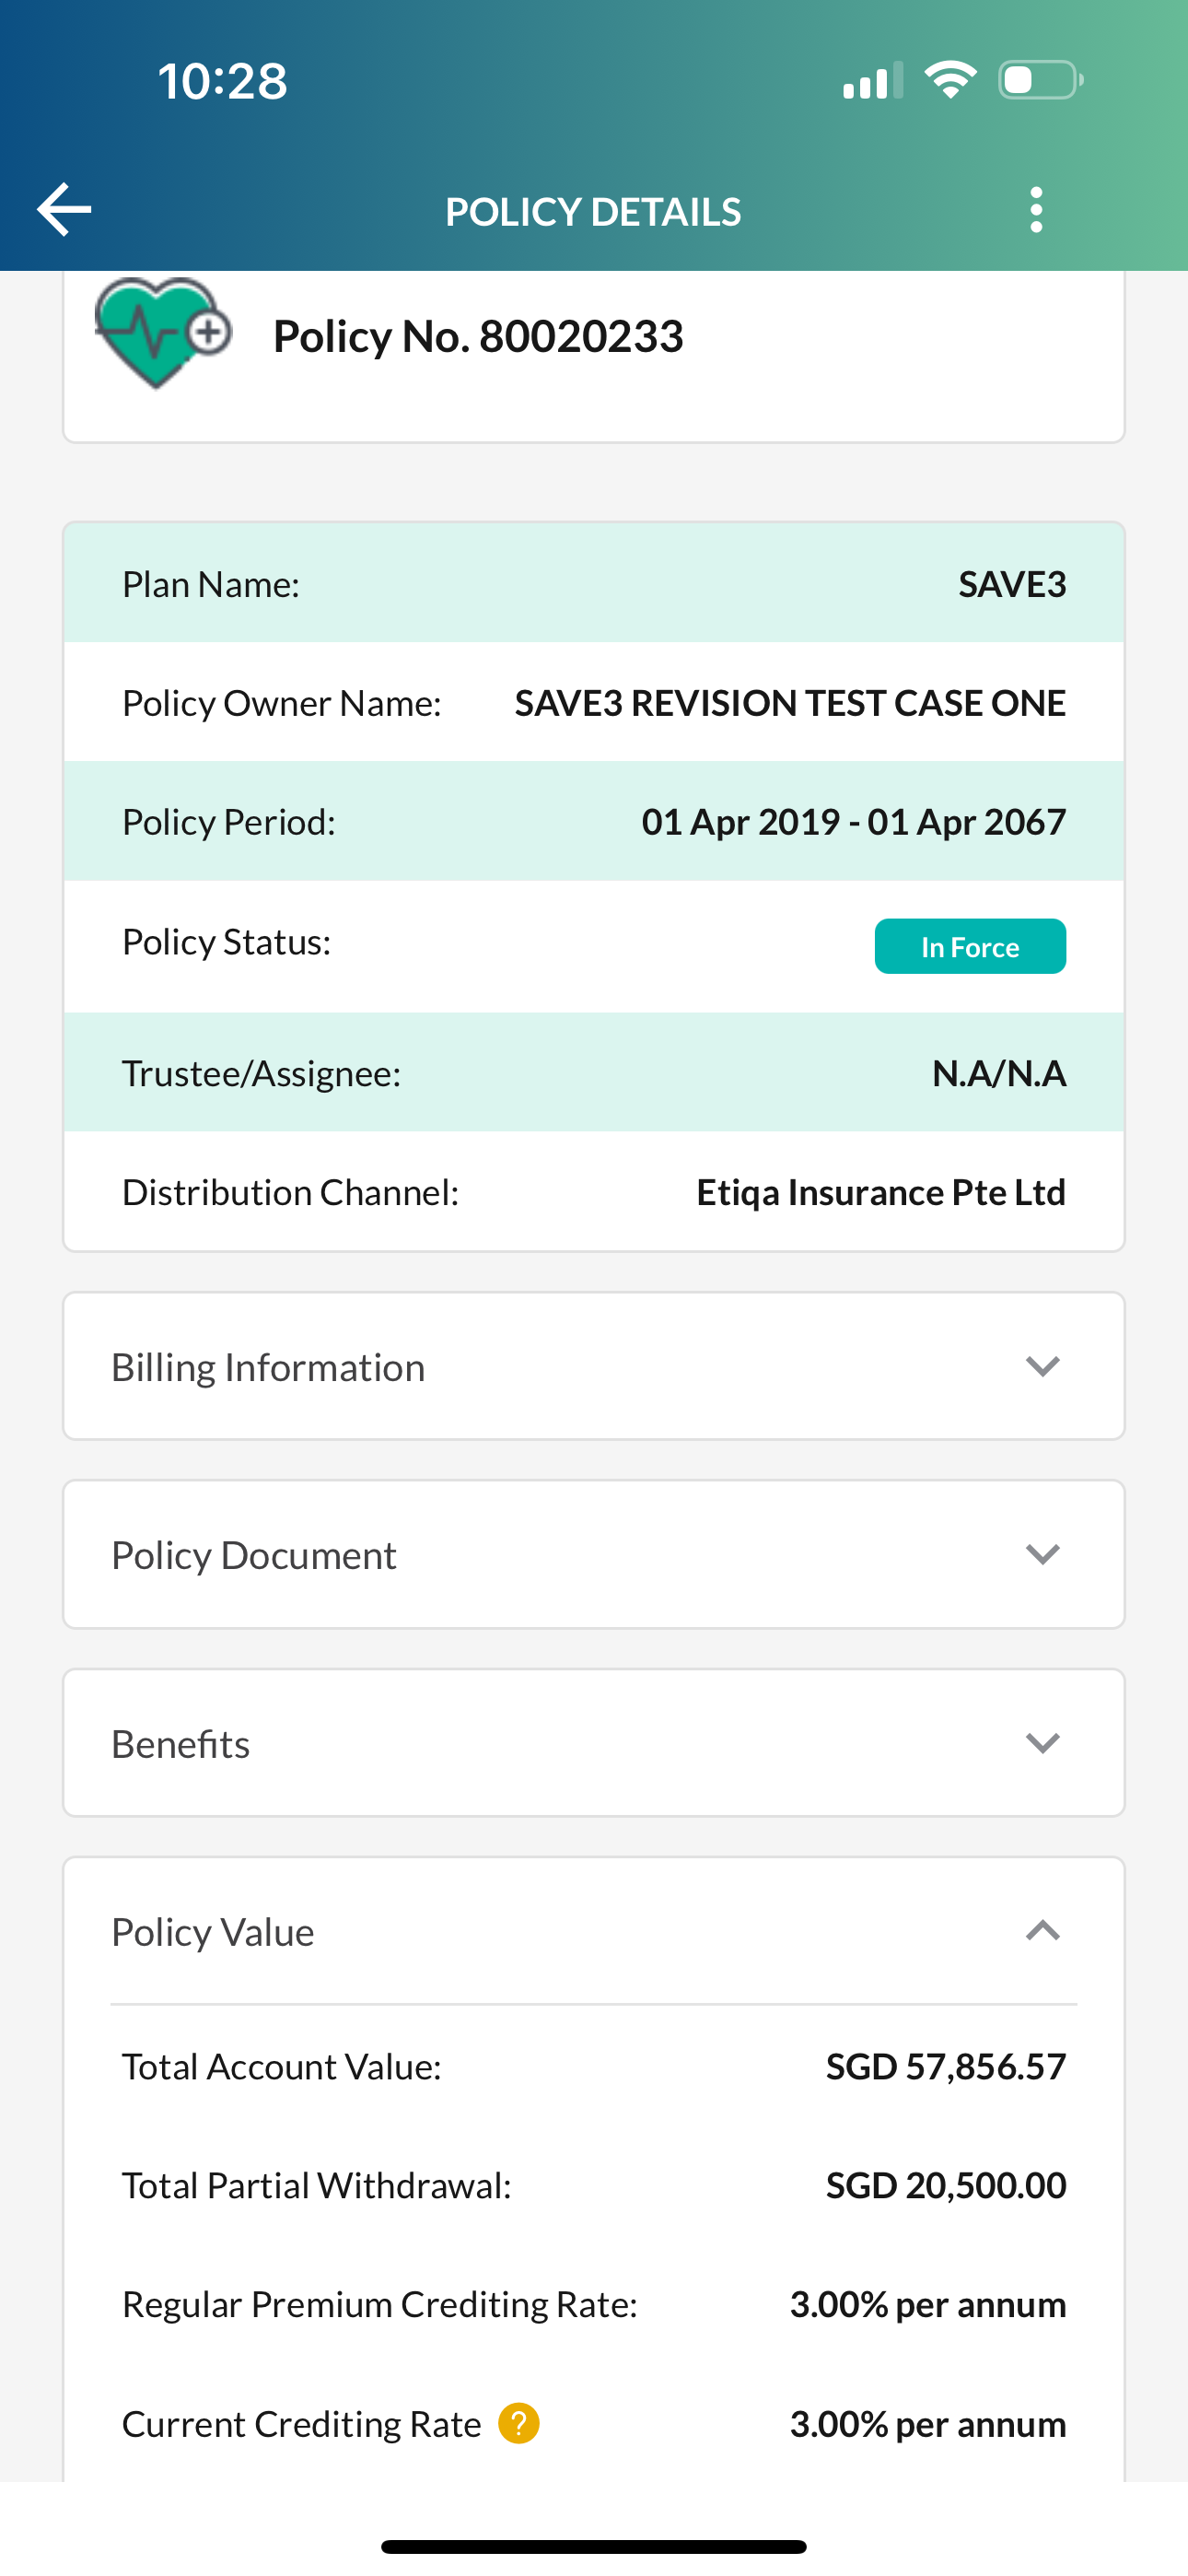 10:28
POLICY DETAILS
Policy No. 80020233
Plan Name: SAVE3
Policy Owner Name: SAVE3 REVISION TEST CASE ONE
Policy Period: 01 Apr 2019 - 01 Apr 2067
Policy Status: In Force
Trustee/Assignee: N.A/N.A
Distribution Channel: Etiqa Insurance Pte Ltd
Billing Information
Policy Document
Benefits
Policy Value
Total Account Value: SGD 57,856.57
Total Partial Withdrawal: SGD 20,500.00
Regular Premium Crediting Rate: 3.00% per annum
Current Crediting Rate ? 3.00% per annum